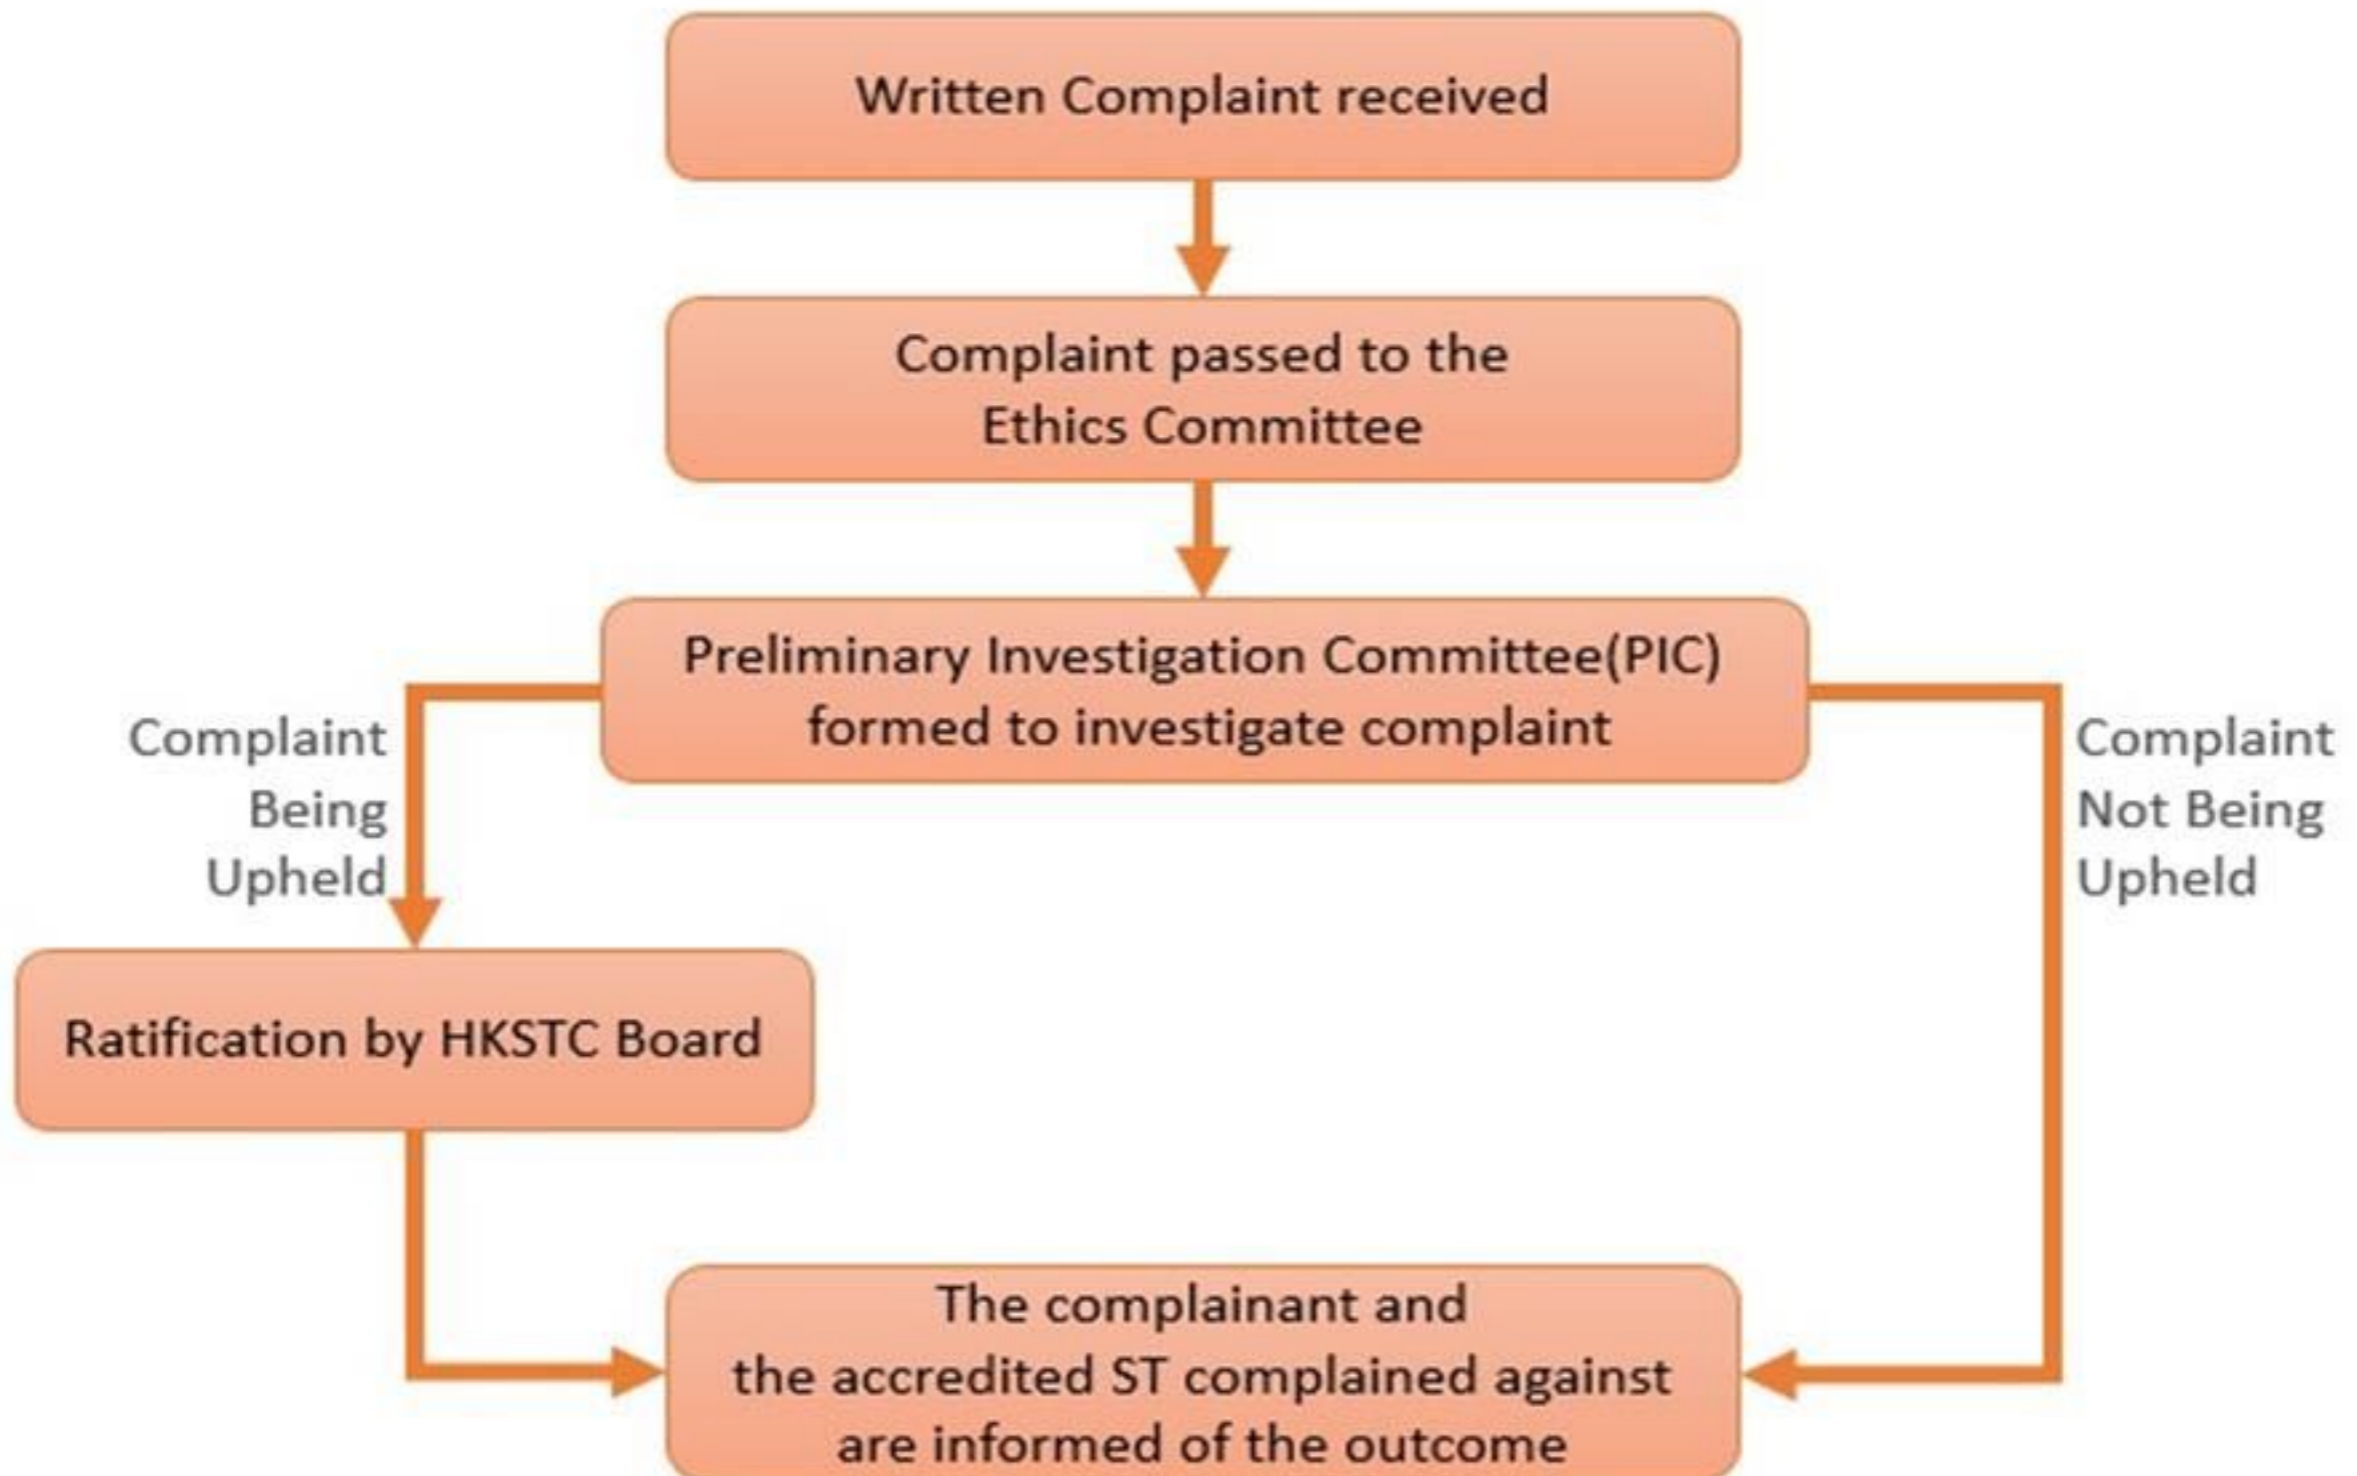 Written Complaint received
Complaint passed to the
Ethics Committee
Preliminary Investigation Committee(PIC)
formed to investigate complaint
Complaint
Being
Upheld
Complaint
Not Being
Upheld
Ratification by HKSTC Board
The complainant and
the accredited ST complained against
are informed of the outcome